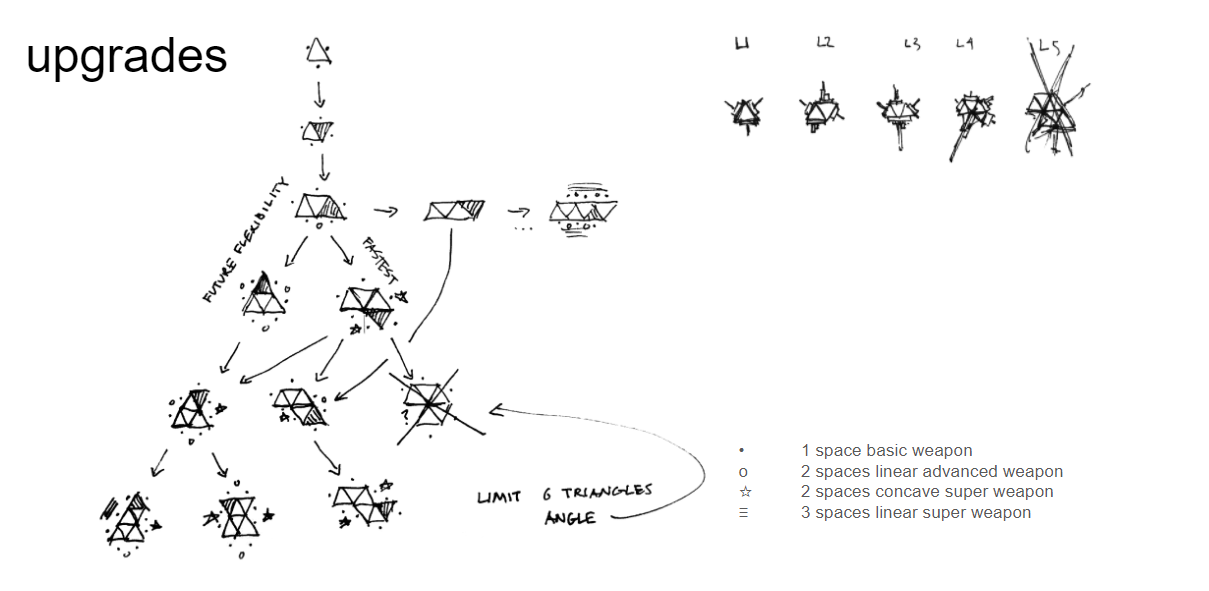 upgrades
L1 L2 L3 L4 L5
FUTURE FLEXIBILITY
FASTEST
...
?
LIMIT 6 TRIANGLES
ANGLE
• 1 space basic weapon
o 2 spaces linear advanced weapon
☆ 2 spaces concave super weapon
Ξ 3 spaces linear super weapon